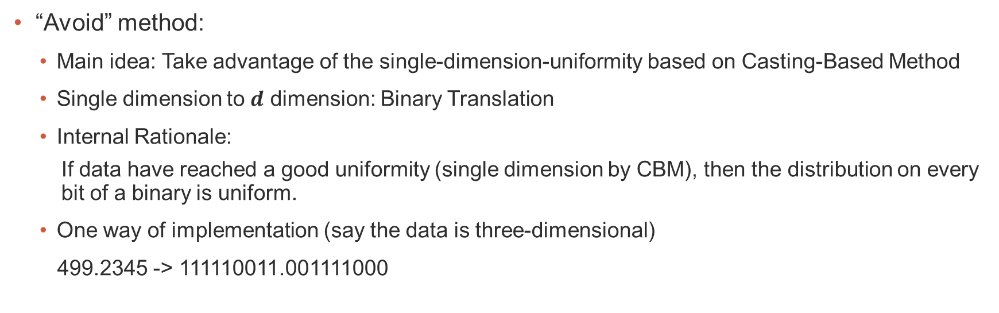 • “Avoid” method:
• Main idea: Take advantage of the single-dimension-uniformity based on Casting-Based Method
• Single dimension to d dimension: Binary Translation
• Internal Rationale:
If data have reached a good uniformity (single dimension by CBM), then the distribution on every
bit of a binary is uniform.
• One way of implementation (say the data is three-dimensional)
499.2345 -> 111110011.001111000